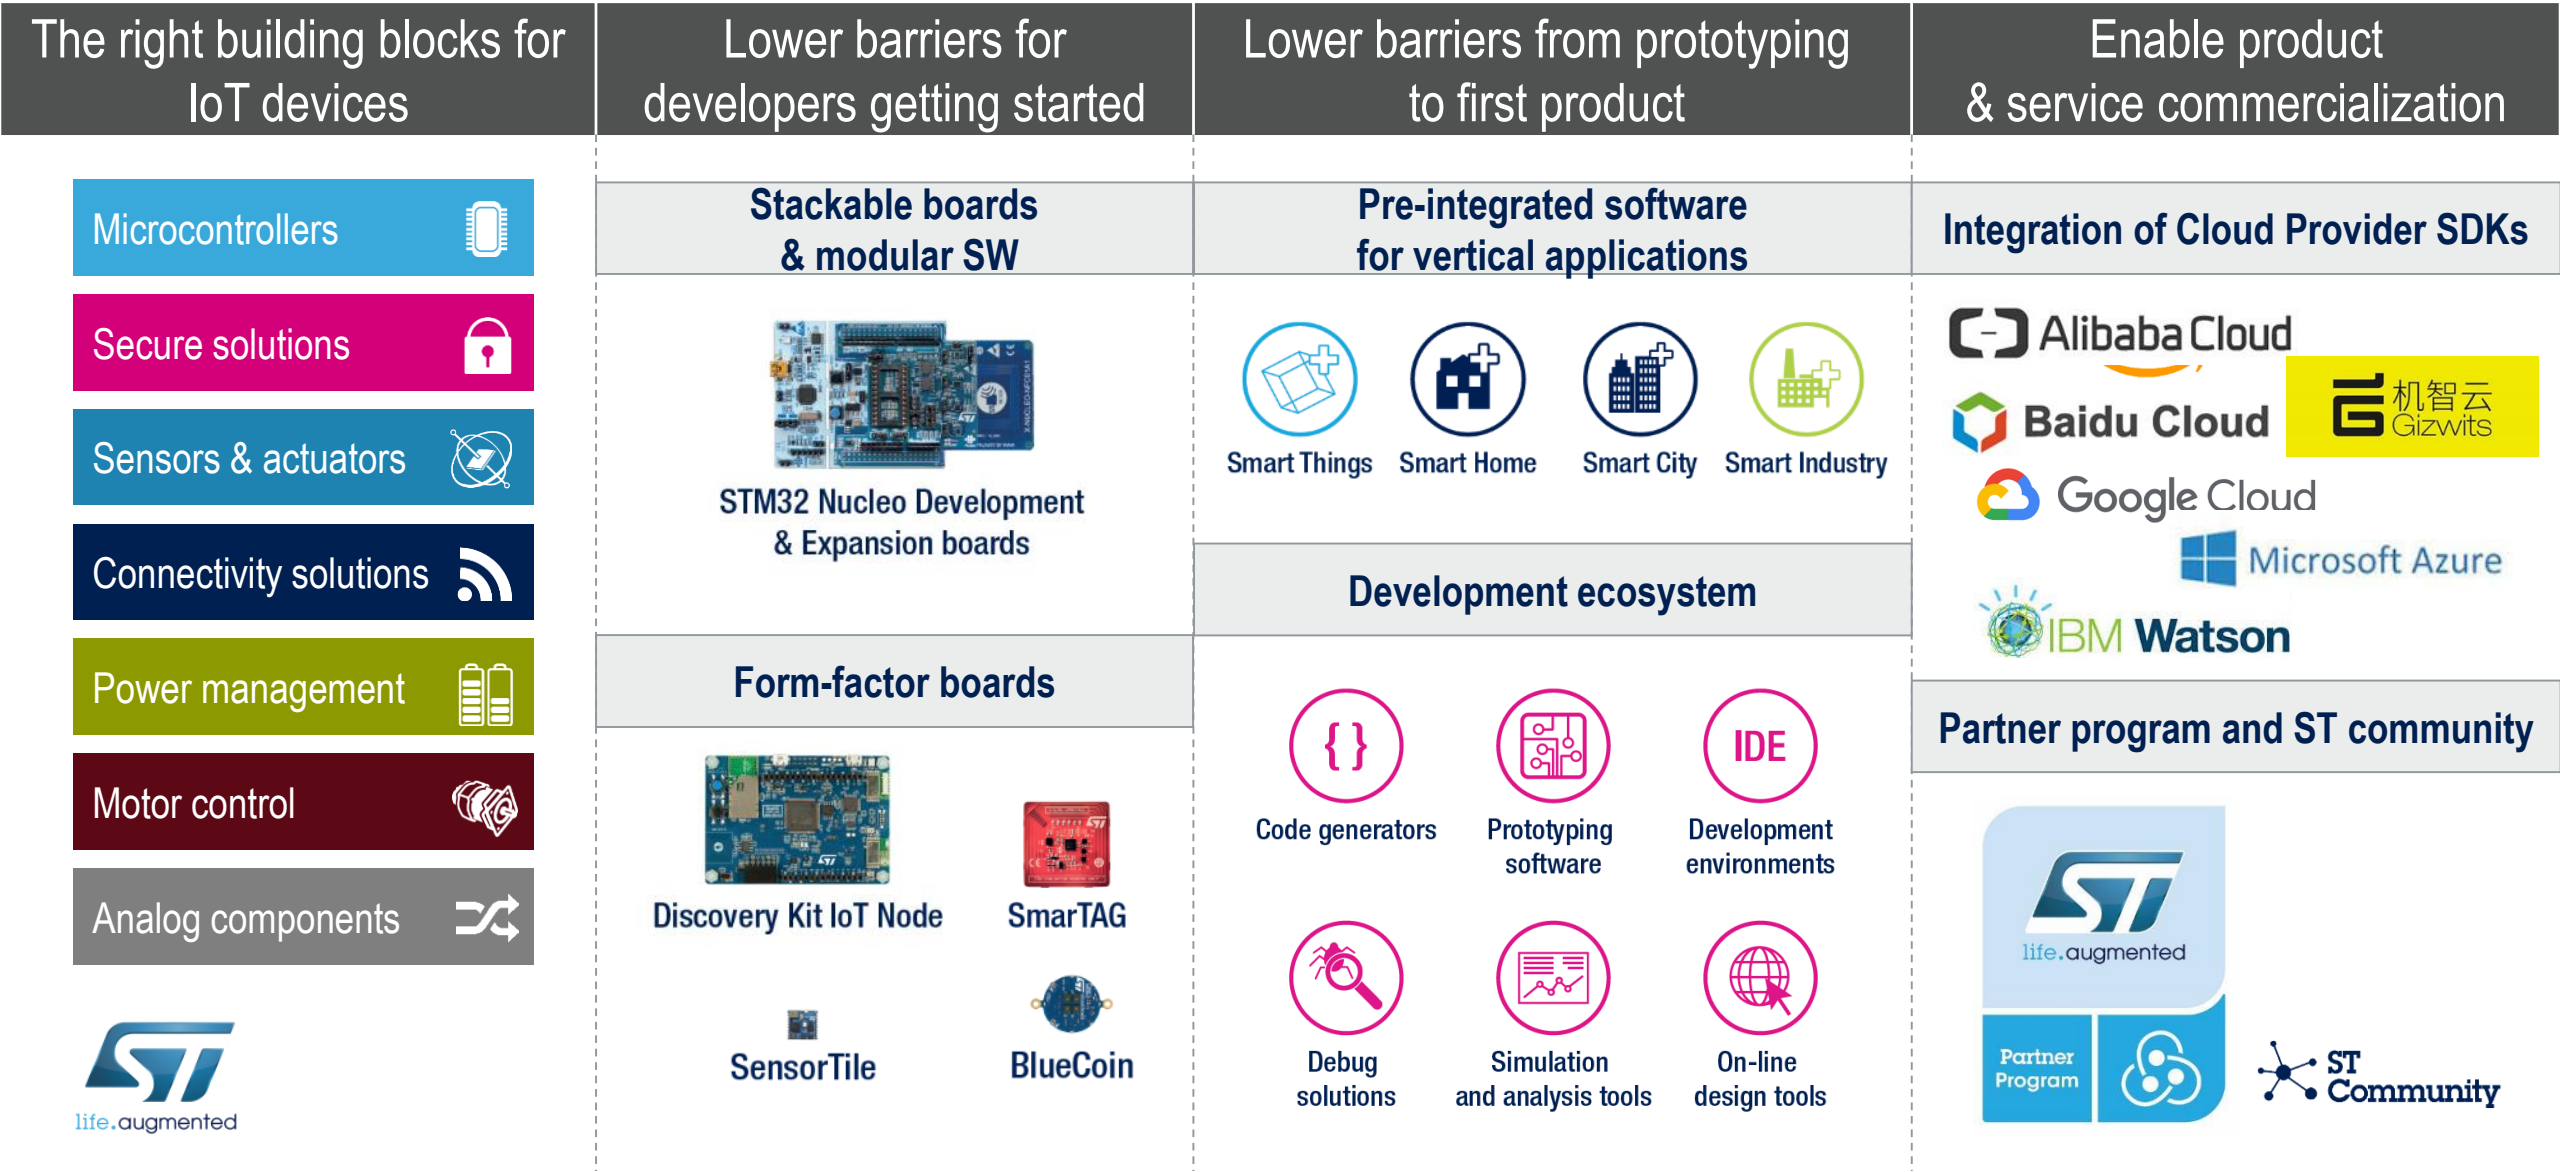 The right building blocks for
IoT devices
Lower barriers for
developers getting started
Lower barriers from prototyping
to first product
Enable product
& service commercialization
Microcontrollers
Secure solutions
Sensors & actuators
Connectivity solutions
Power management
Motor control
Analog components
ST
life.augmented
Stackable boards
& modular SW
X-NUCLEO-NFC05A1
STM32 Nucleo Development
& Expansion boards
Form-factor boards
Discovery Kit IoT Node
SmarTAG
SensorTile
BlueCoin
Pre-integrated software
for vertical applications
Smart Things
Smart Home
Smart City
Smart Industry
Development ecosystem
{ }
IDE
Code generators
Prototyping
software
Development
environments
Debug
solutions
Simulation
and analysis tools
On-line
design tools
Integration of Cloud Provider SDKs
Alibaba Cloud
Baidu Cloud
机智云
Gizwits
Google Cloud
Microsoft Azure
IBM Watson
Partner program and ST community
ST
life.augmented
Partner
Program
ST
Community